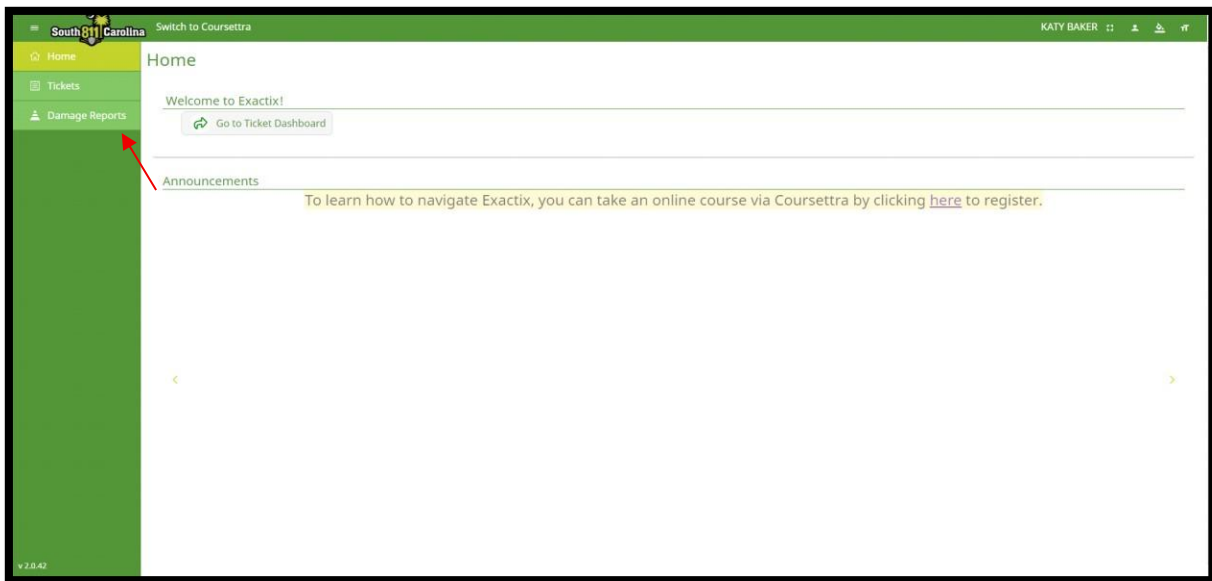 South 811 Carolina
Switch to Coursettra
KATY BAKER
Home
Tickets
Damage Reports
Home
Welcome to Exactix!
Go to Ticket Dashboard
Announcements
To learn how to navigate Exactix, you can take an online course via Coursettra by clicking here to register.
v 2.0.42